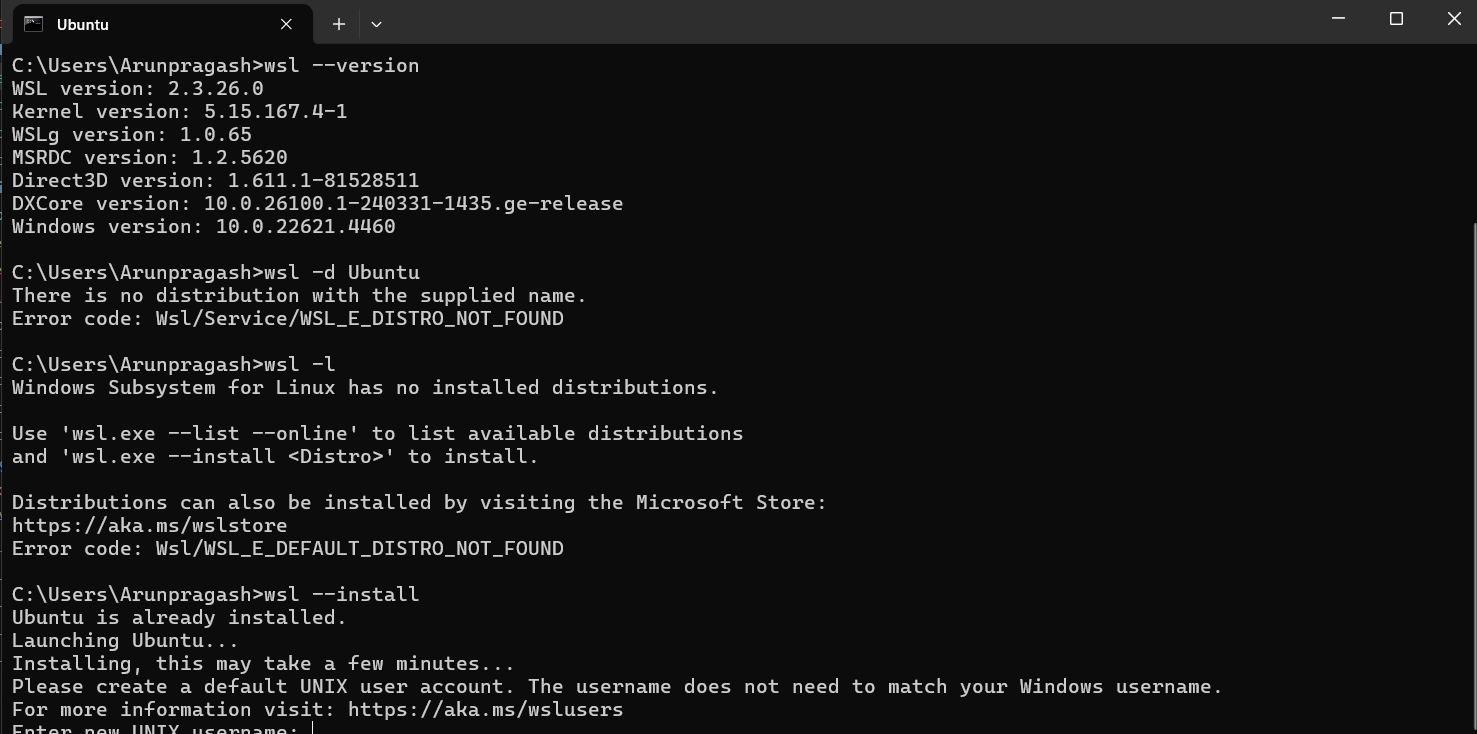 Ubuntu
C:\Users\Arunpragash>wsl --version
WSL version: 2.3.26.0
Kernel version: 5.15.167.4-1
WSLg version: 1.0.65
MSRDC version: 1.2.5620
Direct3D version: 1.611.1-81528511
DXCore version: 10.0.26100.1-240331-1435.ge-release
Windows version: 10.0.22621.4460
C:\Users\Arunpragash>wsl -d Ubuntu
There is no distribution with the supplied name.
Error code: Wsl/Service/WSL_E_DISTRO_NOT_FOUND
C:\Users\Arunpragash>wsl -l
Windows Subsystem for Linux has no installed distributions.
Use 'wsl.exe --list --online' to list available distributions
and 'wsl.exe --install <Distro>' to install.
Distributions can also be installed by visiting the Microsoft Store:
https://aka.ms/wslstore
Error code: Wsl/WSL_E_DEFAULT_DISTRO_NOT_FOUND
C:\Users\Arunpragash>wsl --install
Ubuntu is already installed.
Launching Ubuntu...
Installing, this may take a few minutes...
Please create a default UNIX user account. The username does not need to match your Windows username.
For more information visit: https://aka.ms/wslusers
Enter new UNIX username: